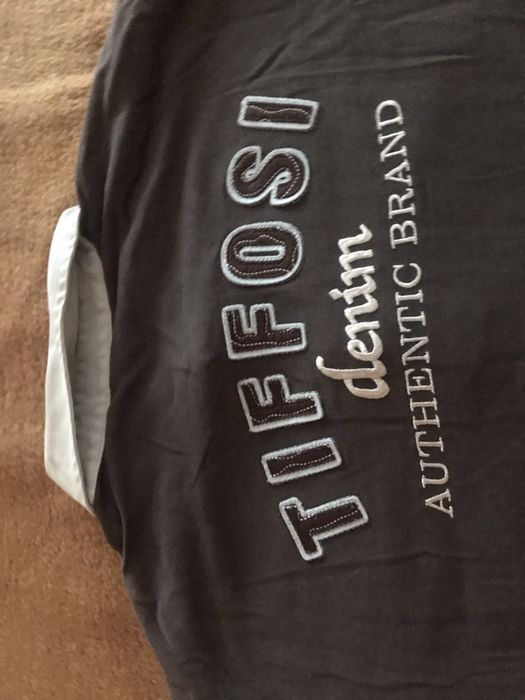 TIFFOSI
denim
AUTHENTIC BRAND